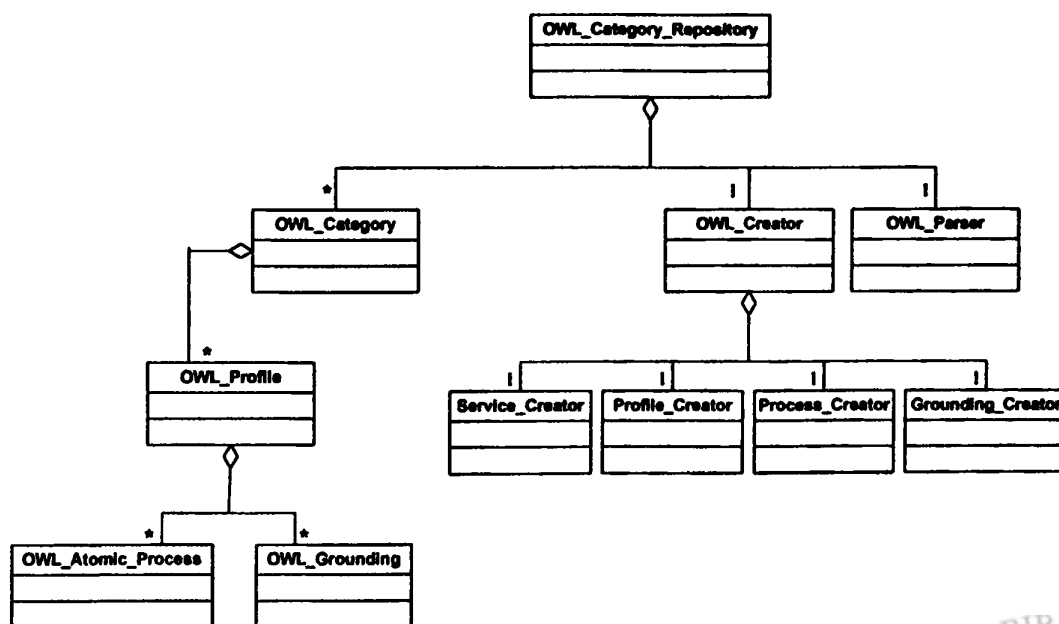 OWL_Category_Repository
* 1 1
OWL_Category OWL_Creator OWL_Parser
*
OWL_Profile
1 1 1 1
Service_Creator Profile_Creator Process_Creator Grounding_Creator
* *
OWL_Atomic_Process OWL_Grounding